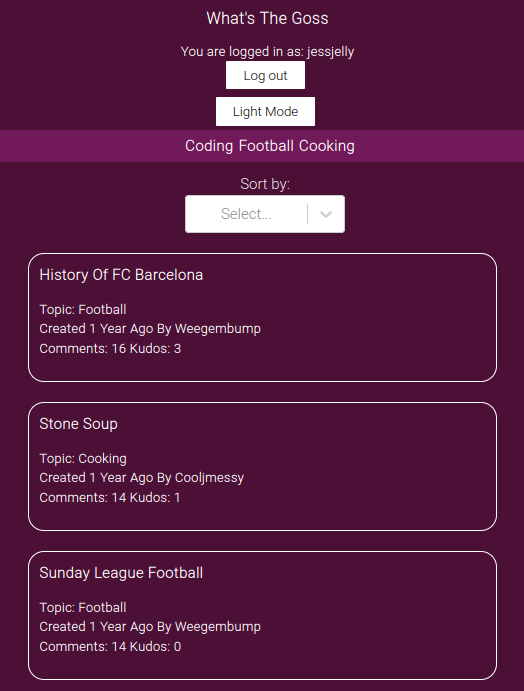 What's The Goss
You are logged in as: jessjelly
Log out
Light Mode
Coding Football Cooking
Sort by:
Select...
History Of FC Barcelona
Topic: Football
Created 1 Year Ago By Weegembump
Comments: 16 Kudos: 3
Stone Soup
Topic: Cooking
Created 1 Year Ago By Cooljmessy
Comments: 14 Kudos: 1
Sunday League Football
Topic: Football
Created 1 Year Ago By Weegembump
Comments: 14 Kudos: 0